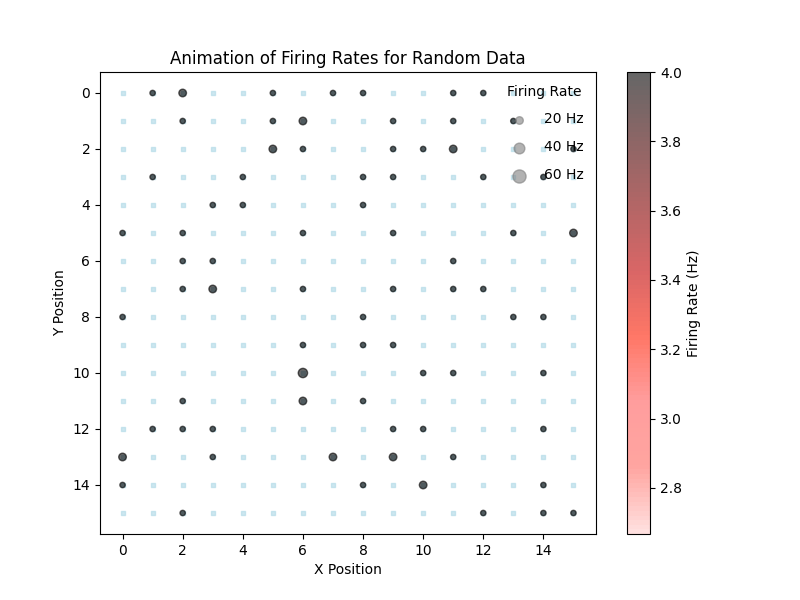 Animation of Firing Rates for Random Data
Firing Rate
20 Hz
40 Hz
60 Hz
0
2
4
6
8
10
12
14
Y Position
0 2 4 6 8 10 12 14
X Position
4.0
3.8
3.6
3.4
3.2
3.0
2.8
Firing Rate (Hz)